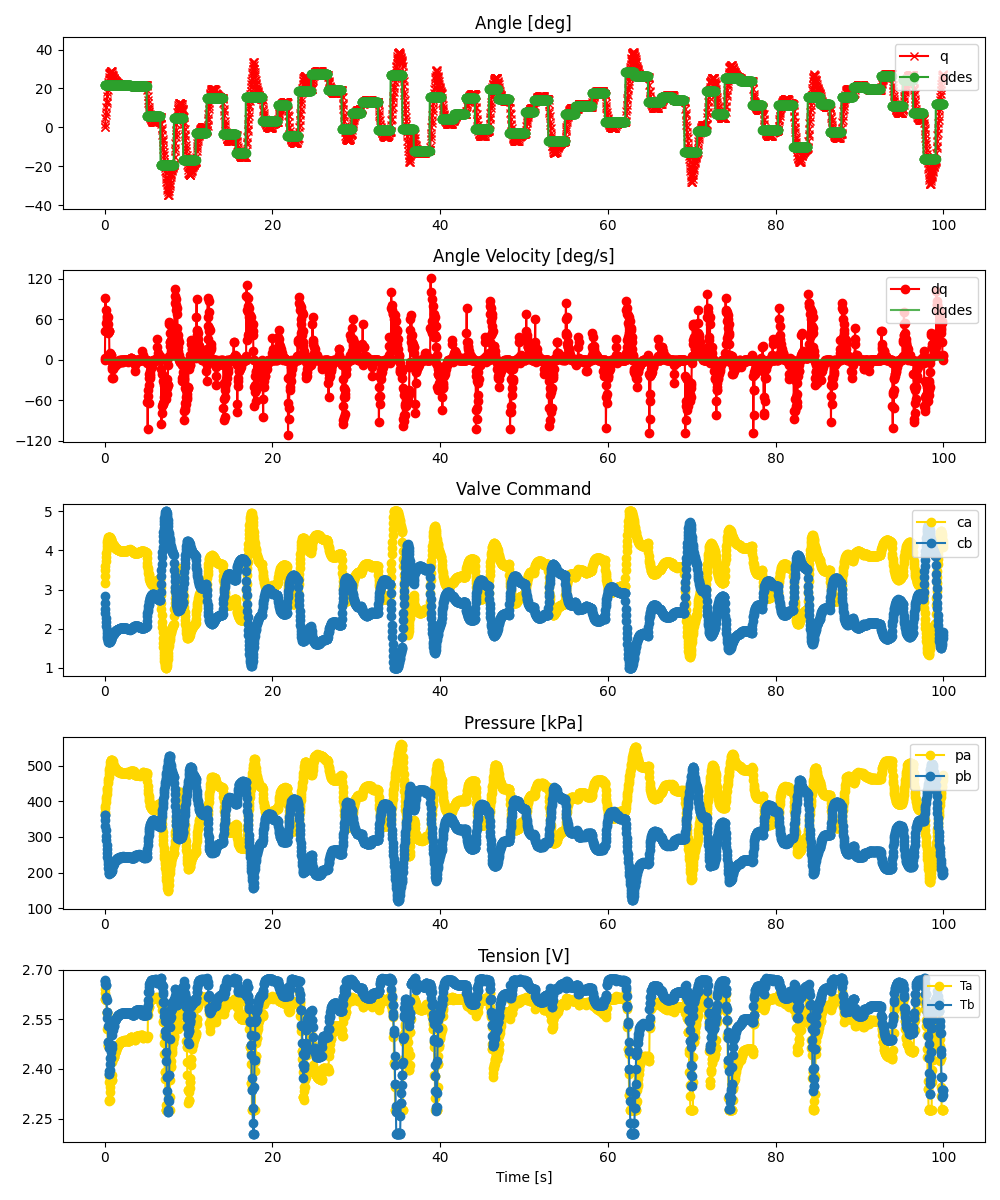 Angle [deg]
40
20
0
−20
−40
q
qdes
0 20 40 60 80 100
Angle Velocity [deg/s]
120
60
0
−60
−120
dq
dqdes
0 20 40 60 80 100
Valve Command
5
4
3
2
1
ca
cb
0 20 40 60 80 100
Pressure [kPa]
500
400
300
200
100
pa
pb
0 20 40 60 80 100
Tension [V]
2.70
2.55
2.40
2.25
Ta
Tb
0 20 40 60 80 100
Time [s]